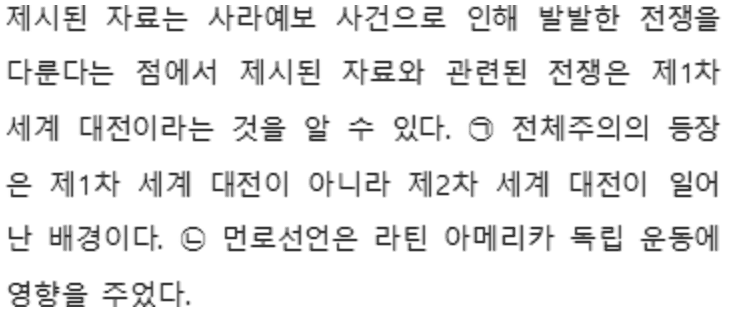 제시된 자료는 사라예보 사건으로 인해 발발한 전쟁을
다룬다는 점에서 제시된 자료와 관련된 전쟁은 제1차
세계 대전이라는 것을 알 수 있다. ㉠ 전체주의의 등장
은 제1차 세계 대전이 아니라 제2차 세계 대전이 일어
난 배경이다. ㉡ 먼로선언은 라틴 아메리카 독립 운동에
영향을 주었다.